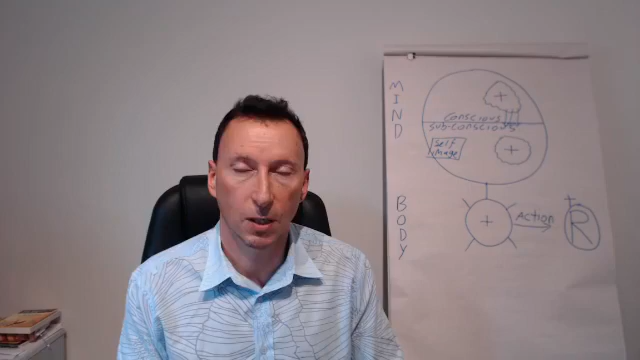 MIND
+
CONSCIOUS
SUB-CONSCIOUS
Self
Image
+
BODY
+
Action
+
R